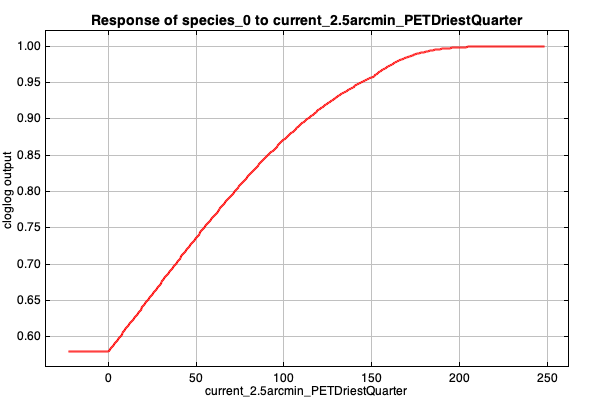 Response of species_0 to current_2.5arcmin_PETDriestQuarter
1.00
0.95
0.90
0.85
0.80
0.75
0.70
0.65
0.60
cloglog output
0 50 100 150 200 250
current_2.5arcmin_PETDriestQuarter